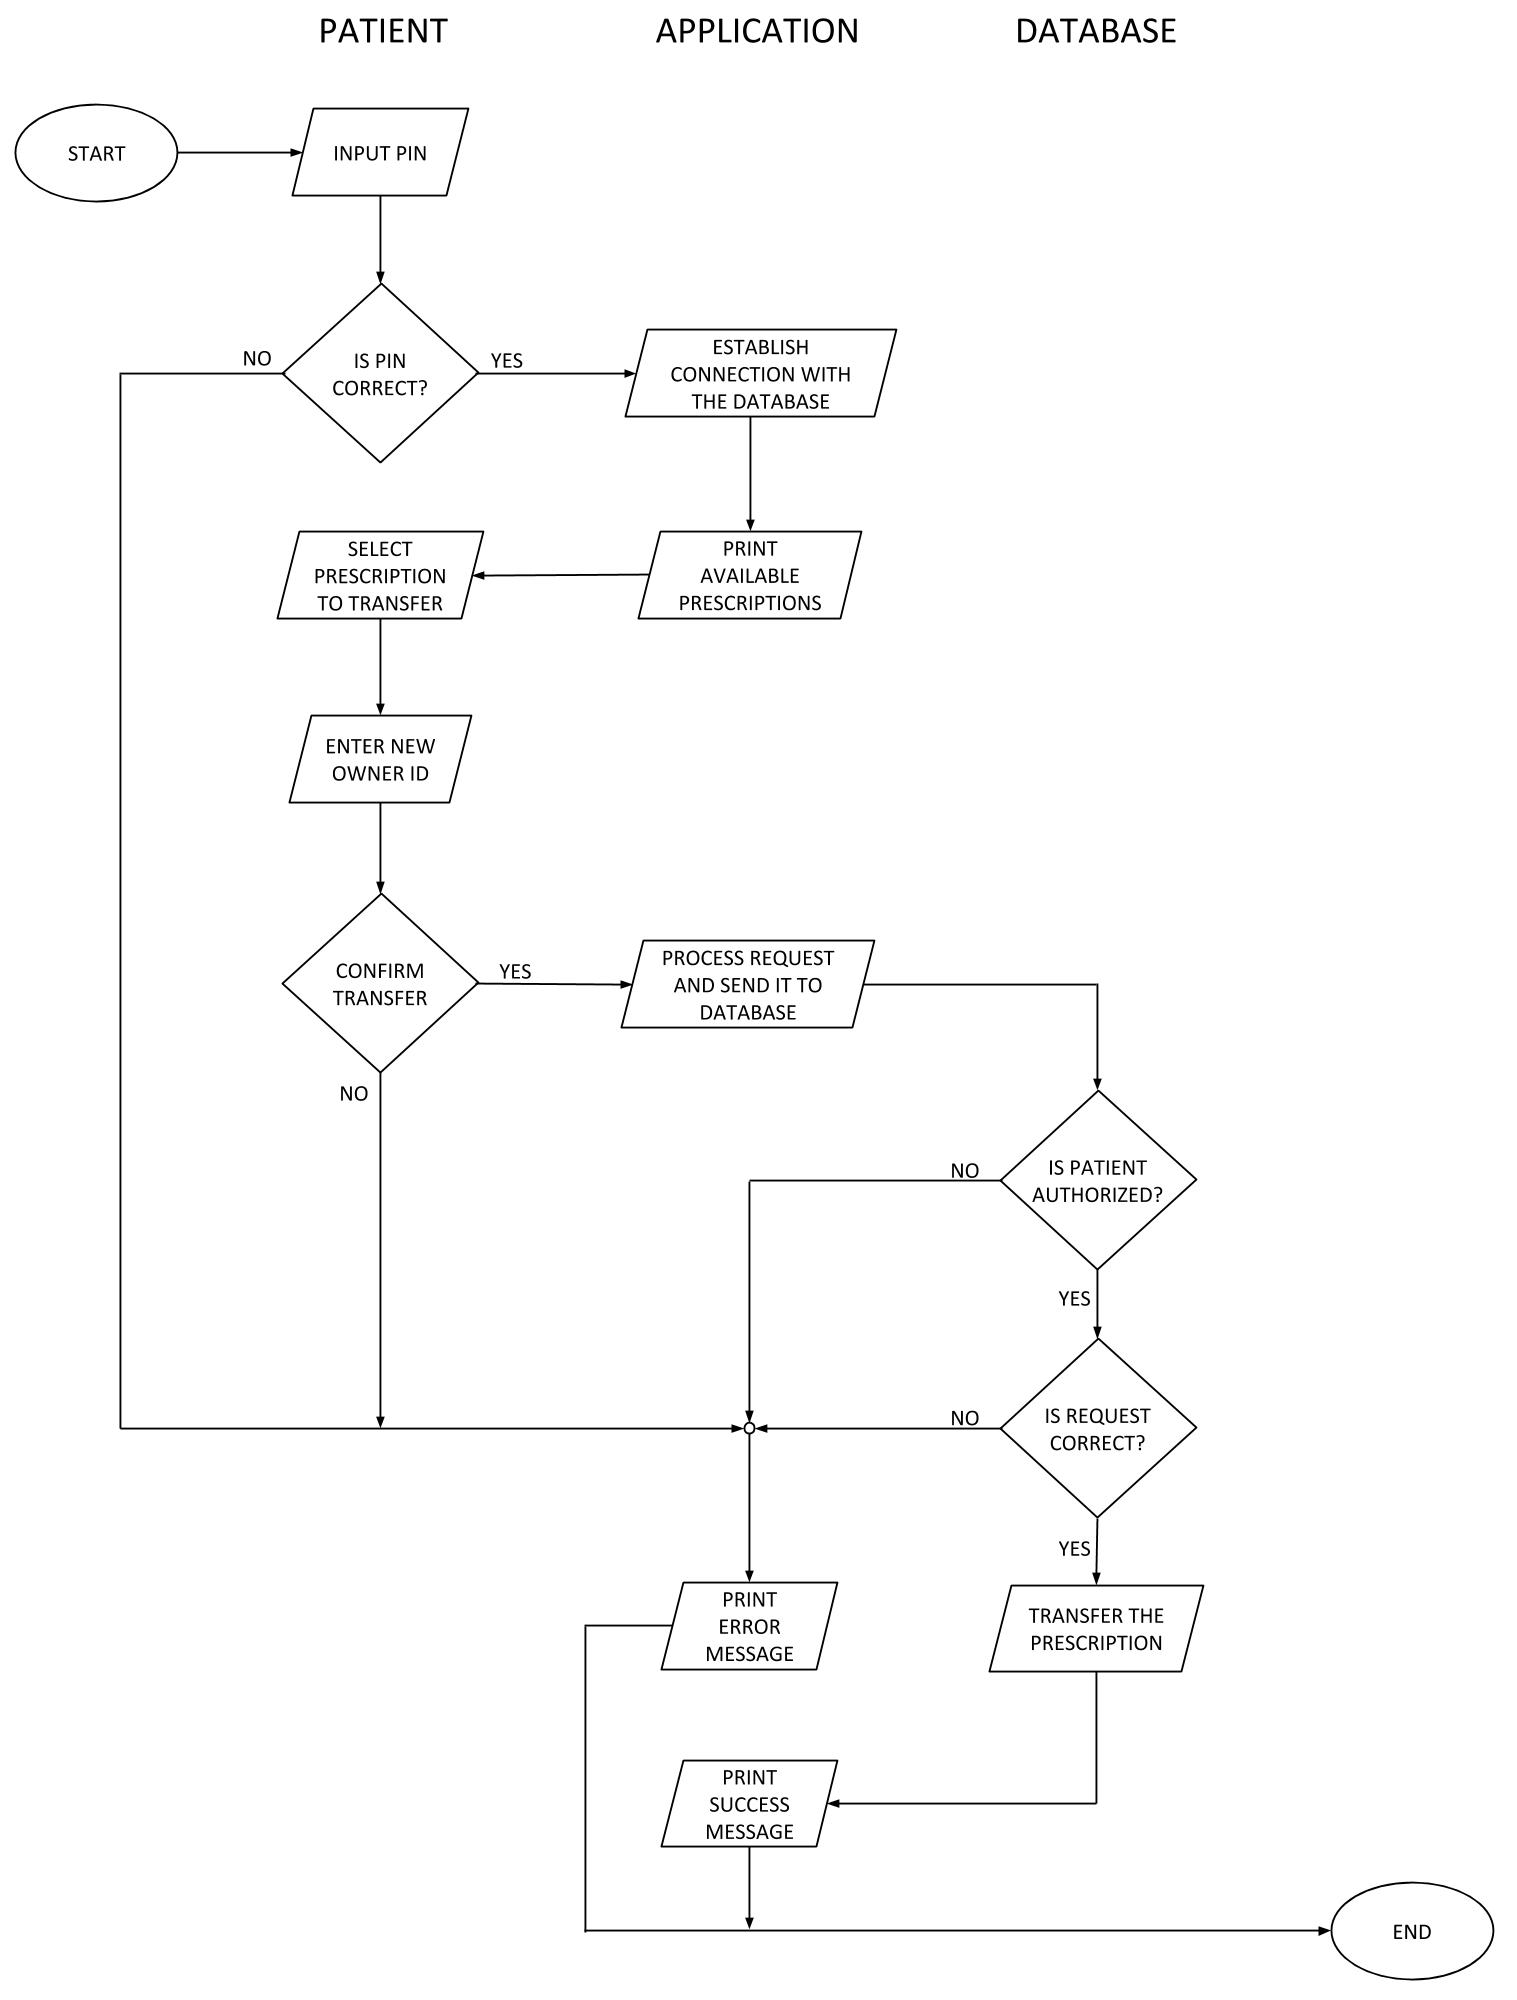 PATIENT
APPLICATION
DATABASE
START
INPUT PIN
NO
IS PIN
CORRECT?
YES
ESTABLISH
CONNECTION WITH
THE DATABASE
SELECT
PRESCRIPTION
TO TRANSFER
PRINT
AVAILABLE
PRESCRIPTIONS
ENTER NEW
OWNER ID
CONFIRM
TRANSFER
YES
PROCESS REQUEST
AND SEND IT TO
DATABASE
NO
NO
IS PATIENT
AUTHORIZED?
YES
NO
IS REQUEST
CORRECT?
YES
PRINT
ERROR
MESSAGE
TRANSFER THE
PRESCRIPTION
PRINT
SUCCESS
MESSAGE
END